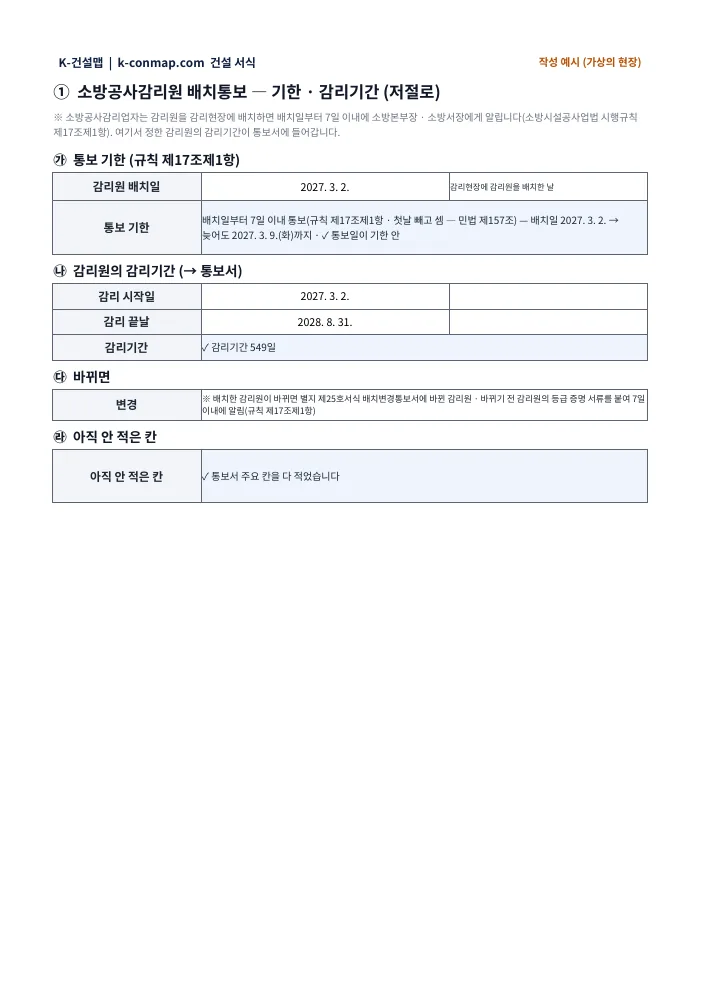 K-건설맵 | k-conmap.com 건설 서식
작성 예시 (가상의 현장)
① 소방공사감리원 배치통보 — 기한 · 감리기간 (저절로)
※ 소방공사감리업자는 감리원을 감리현장에 배치하면 배치일부터 7일 이내에 소방본부장 · 소방서장에게 알립니다(소방시설공사업법 시행규칙
제17조제1항). 여기서 정한 감리원의 감리기간이 통보서에 들어갑니다.
㉮ 통보 기한 (규칙 제17조제1항)
감리원 배치일 2027. 3. 2. 감리현장에 감리원을 배치한 날
통보 기한
배치일부터 7일 이내 통보(규칙 제17조제1항 · 첫날 빼고 셈 — 민법 제157조) — 배치일 2027. 3. 2. →
늦어도 2027. 3. 9.(화)까지 · ✓ 통보일이 기한 안
㉯ 감리원의 감리기간 (→ 통보서)
감리 시작일 2027. 3. 2.
감리 끝날 2028. 8. 31.
감리기간 ✓ 감리기간 549일
㉰ 바뀌면
변경
※ 배치한 감리원이 바뀌면 별지 제25호서식 배치변경통보서에 바뀐 감리원 · 바뀌기 전 감리원의 등급 증명 서류를 붙여 7일
이내에 알림(규칙 제17조제1항)
㉱ 아직 안 적은 칸
아직 안 적은 칸 ✓ 통보서 주요 칸을 다 적었습니다